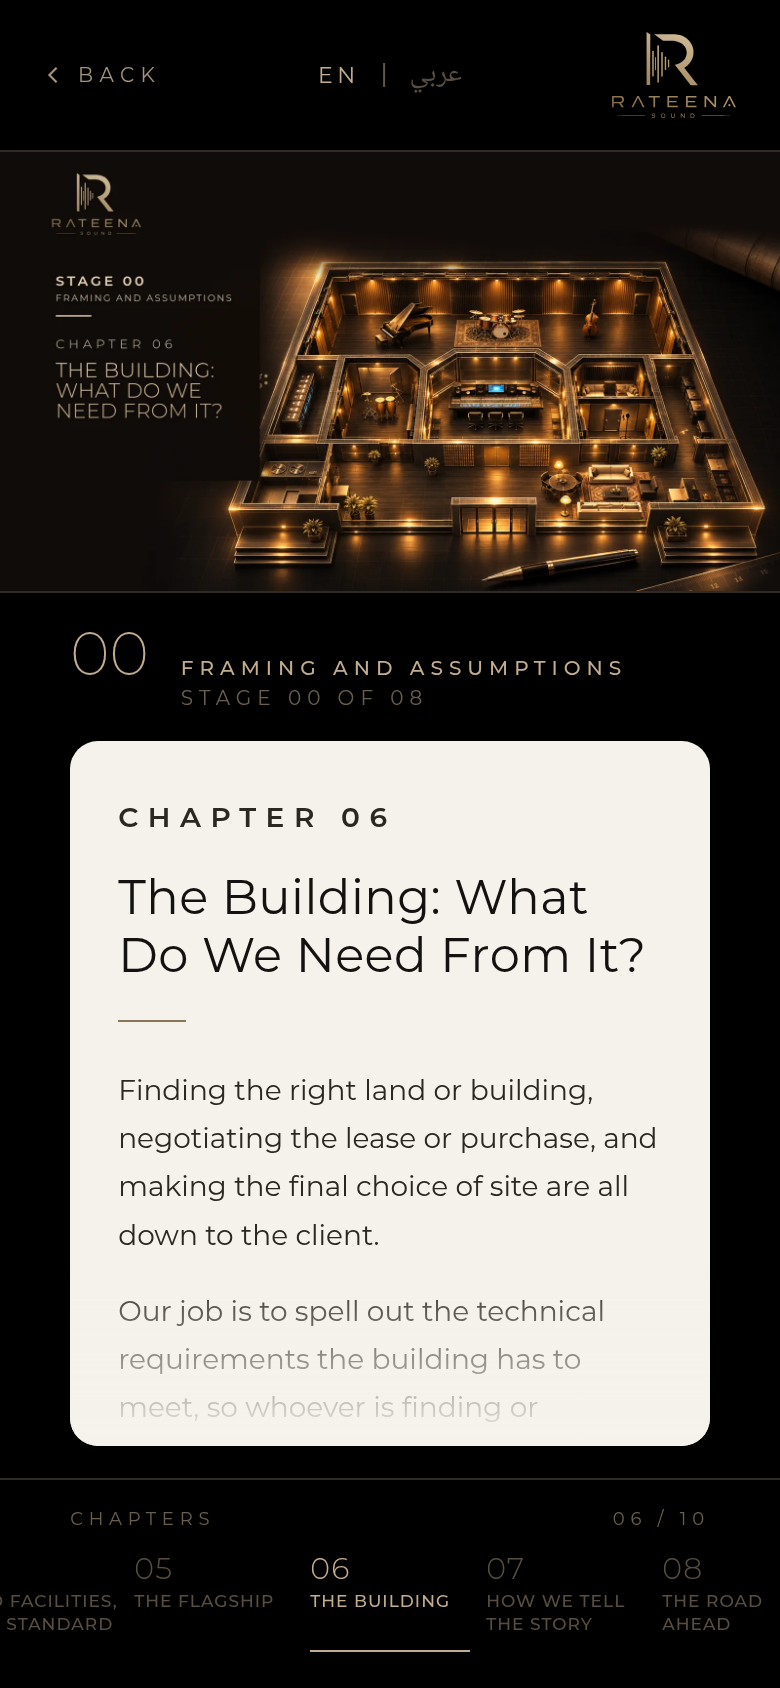 BACK
EN | عربي
RATEENA
SOUND
RATEENA
SOUND
STAGE 00
FRAMING AND ASSUMPTIONS
CHAPTER 06
THE BUILDING:
WHAT DO WE
NEED FROM IT?
00
FRAMING AND ASSUMPTIONS
STAGE 00 OF 08
CHAPTER 06
The Building: What
Do We Need From It?
Finding the right land or building,
negotiating the lease or purchase, and
making the final choice of site are all
down to the client.
Our job is to spell out the technical
requirements the building has to
meet, so whoever is finding or
CHAPTERS
06 / 10
FACILITIES,
STANDARD
05
THE FLAGSHIP
06
THE BUILDING
07
HOW WE TELL
THE STORY
08
THE ROAD
AHEAD